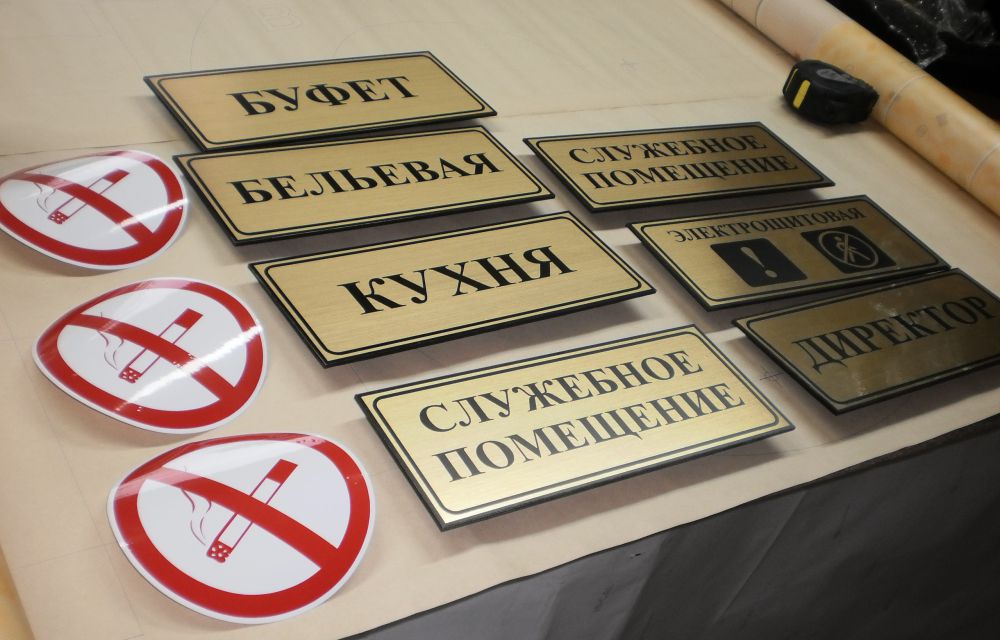 БУФЕТ
БЕЛЬЕВАЯ
КУХНЯ
СЛУЖЕБНОЕ
ПОМЕЩЕНИЕ
СЛУЖЕБНОЕ
ПОМЕЩЕНИЕ
ЭЛЕКТРОЩИТОВАЯ
!
ДИРЕКТОР